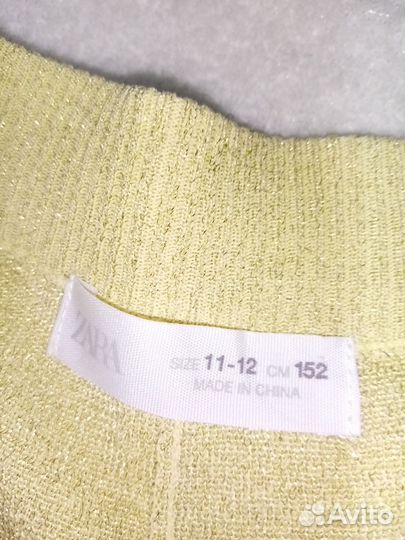 ZARA
SIZE 11-12 CM 152
MADE IN CHINA
Avito